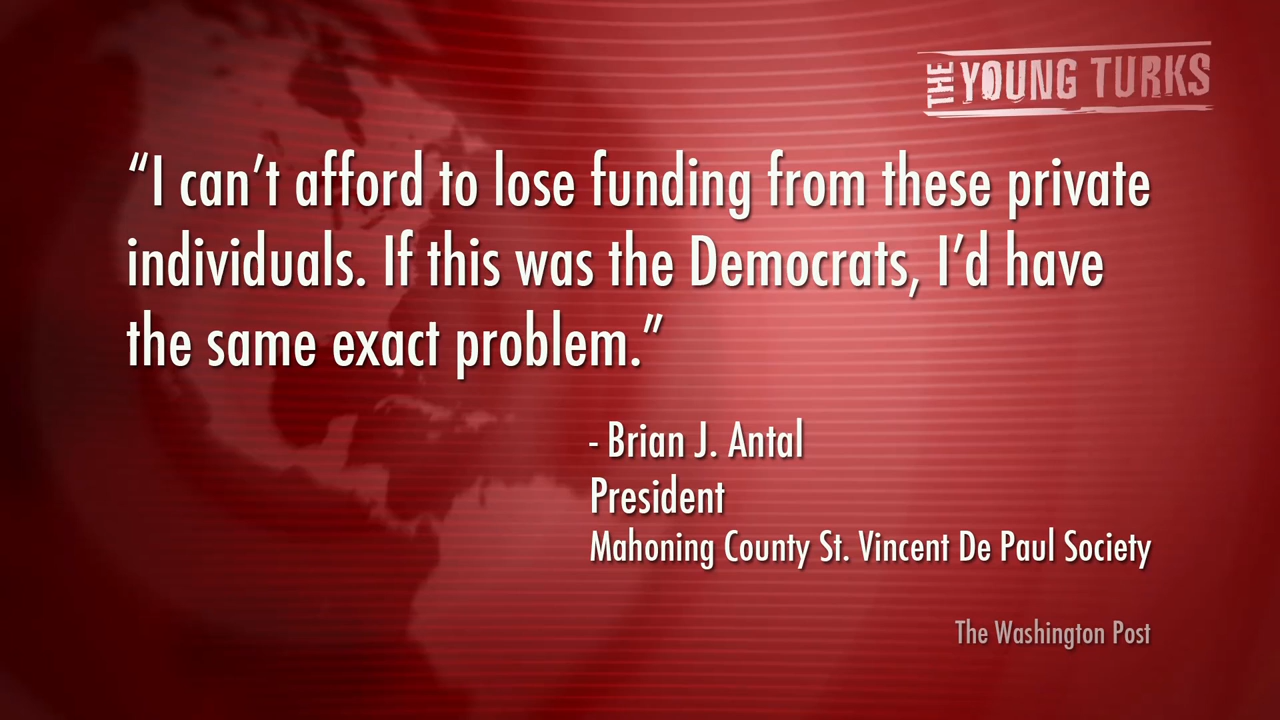 THE YOUNG TURKS
“I can’t afford to lose funding from these private
individuals. If this was the Democrats, I’d have
the same exact problem.”
- Brian J. Antal
President
Mahoning County St. Vincent De Paul Society
The Washington Post